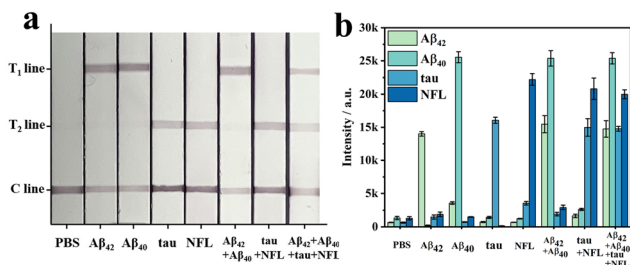 a
T₁ line
T₂ line
C line
PBS
Aβ₄₂
Aβ₄₀
tau
NFL
Aβ₄₂
+Aβ₄₀
tau
+NFL
Aβ₄₂+Aβ₄₀
+tau+NFL
b
Intensity / a.u.
30k
25k
20k
15k
10k
5k
0
Aβ₄₂
Aβ₄₀
tau
NFL
PBS
Aβ₄₂
Aβ₄₀
tau
NFL
Aβ₄₂
+Aβ₄₀
tau
+NFL
Aβ₄₂
+Aβ₄₀
+tau
+NFL